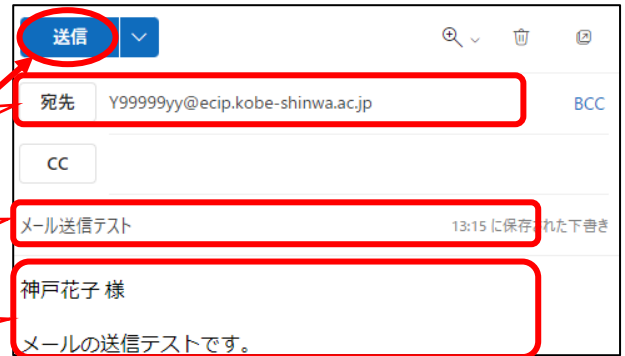 送信
宛先 Y99999yy@ecip.kobe-shinwa.ac.jp BCC
CC
メール送信テスト 13:15 に保存された下書き
神戸花子 様
メールの送信テストです。